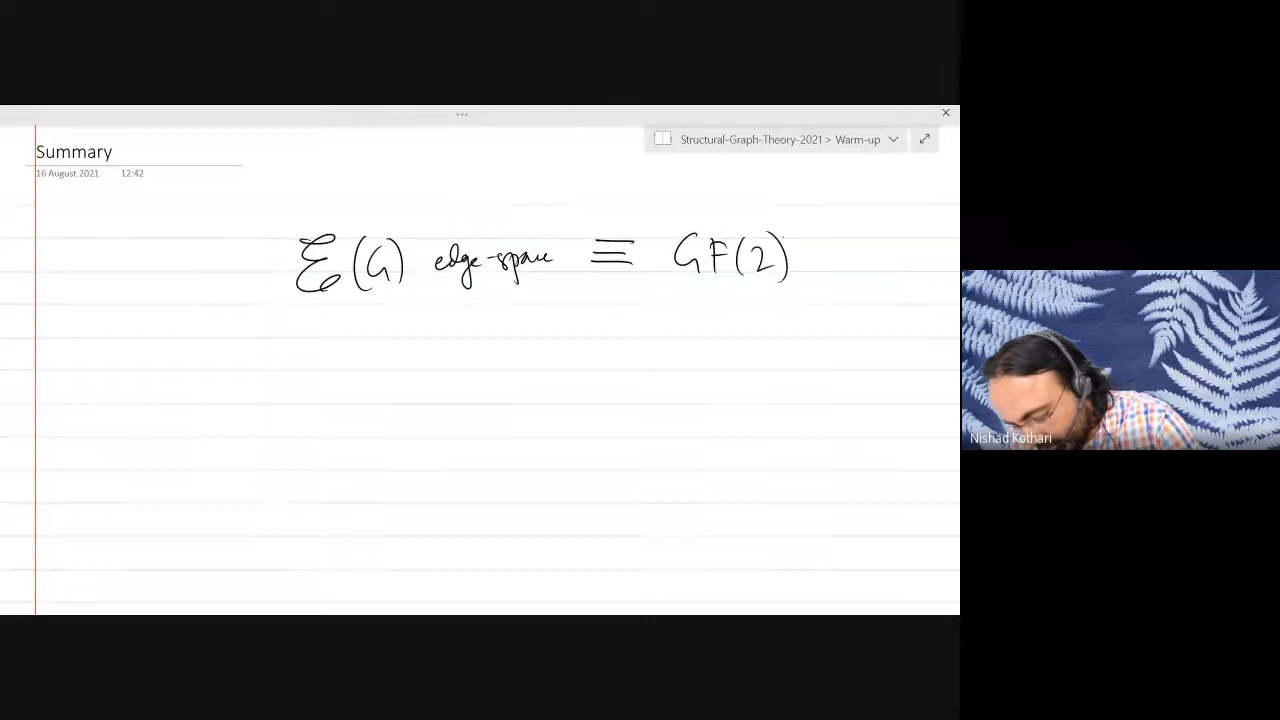 Structural-Graph-Theory-2021 > Warm-up
Summary
16 August 2021 12:42
ℰ(G) edge-space ≡ GF(2)
Nishad Kothari